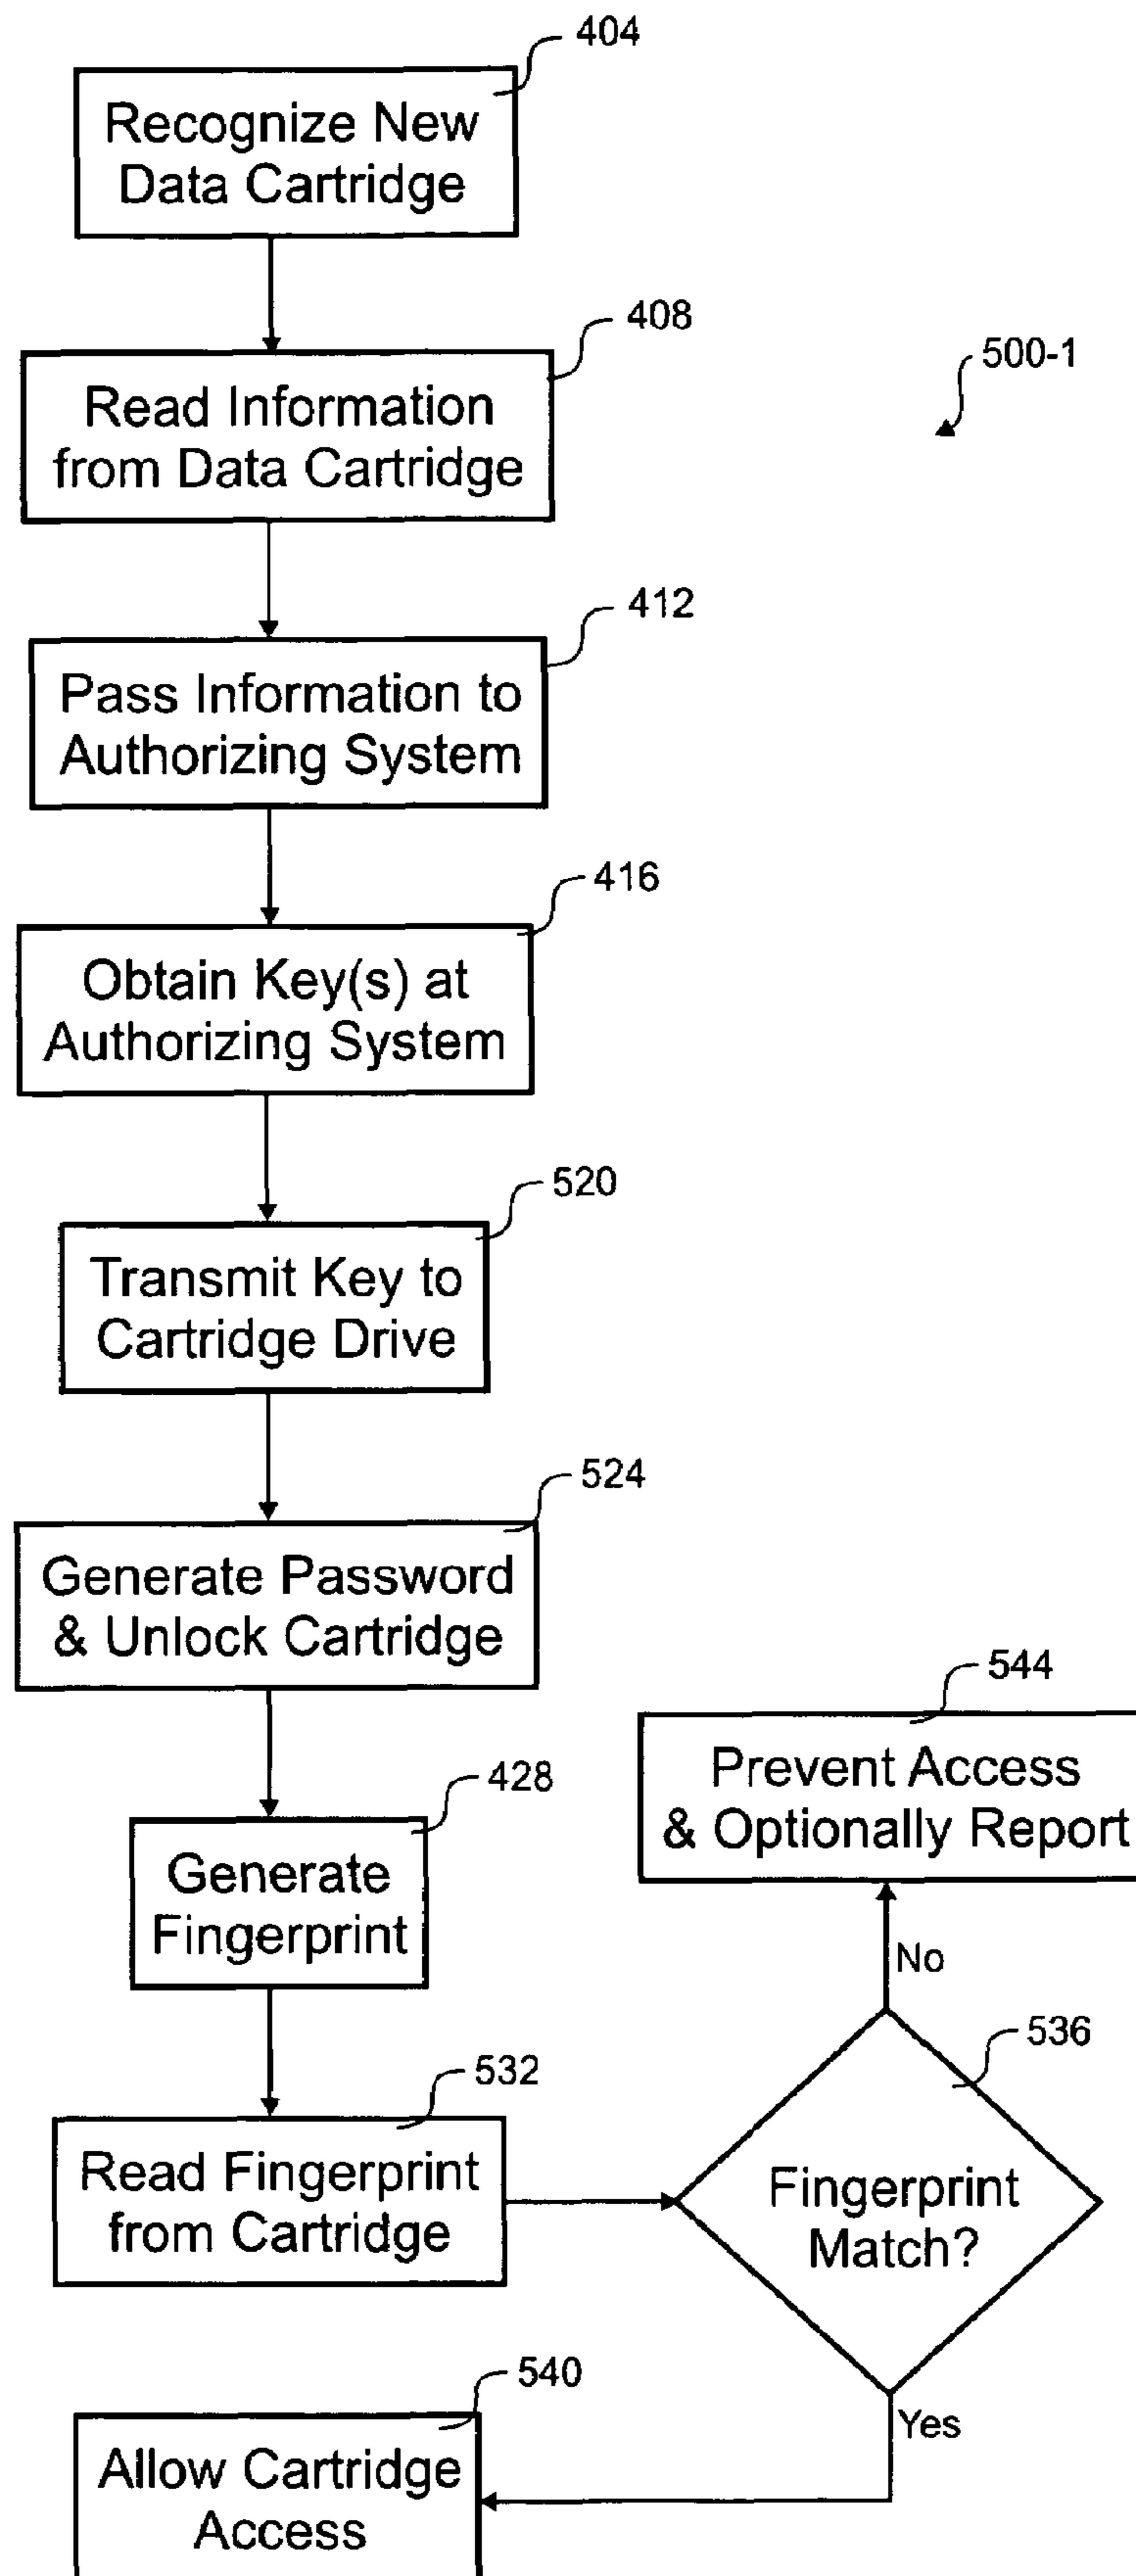 404
Recognize New
Data Cartridge
408
Read Information
from Data Cartridge
500-1
412
Pass Information to
Authorizing System
416
Obtain Key(s) at
Authorizing System
520
Transmit Key to
Cartridge Drive
524
Generate Password
& Unlock Cartridge
544
Prevent Access
& Optionally Report
428
Generate
Fingerprint
No
536
532
Read Fingerprint
from Cartridge
Fingerprint
Match?
540
Yes
Allow Cartridge
Access